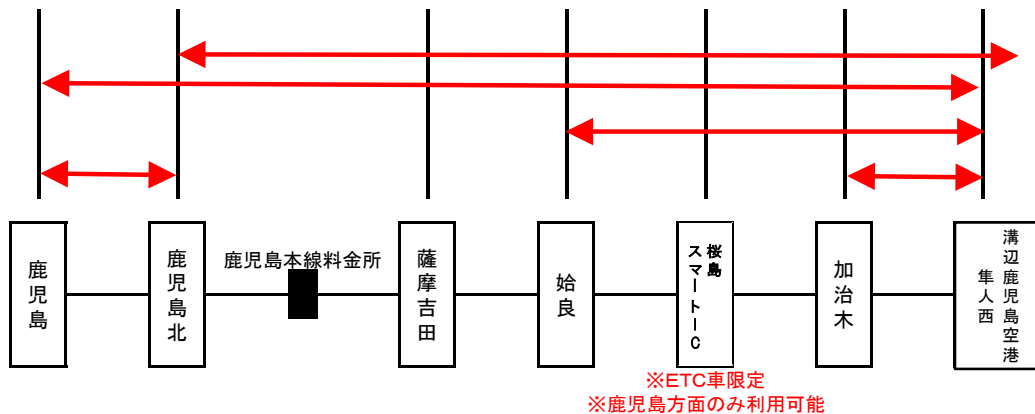 鹿児島
鹿児島北
鹿児島本線料金所
薩摩吉田
姶良
桜島
スマートＩＣ
加治木
溝辺鹿児島空港
隼人西
※ＥＴＣ車限定
※鹿児島方面のみ利用可能